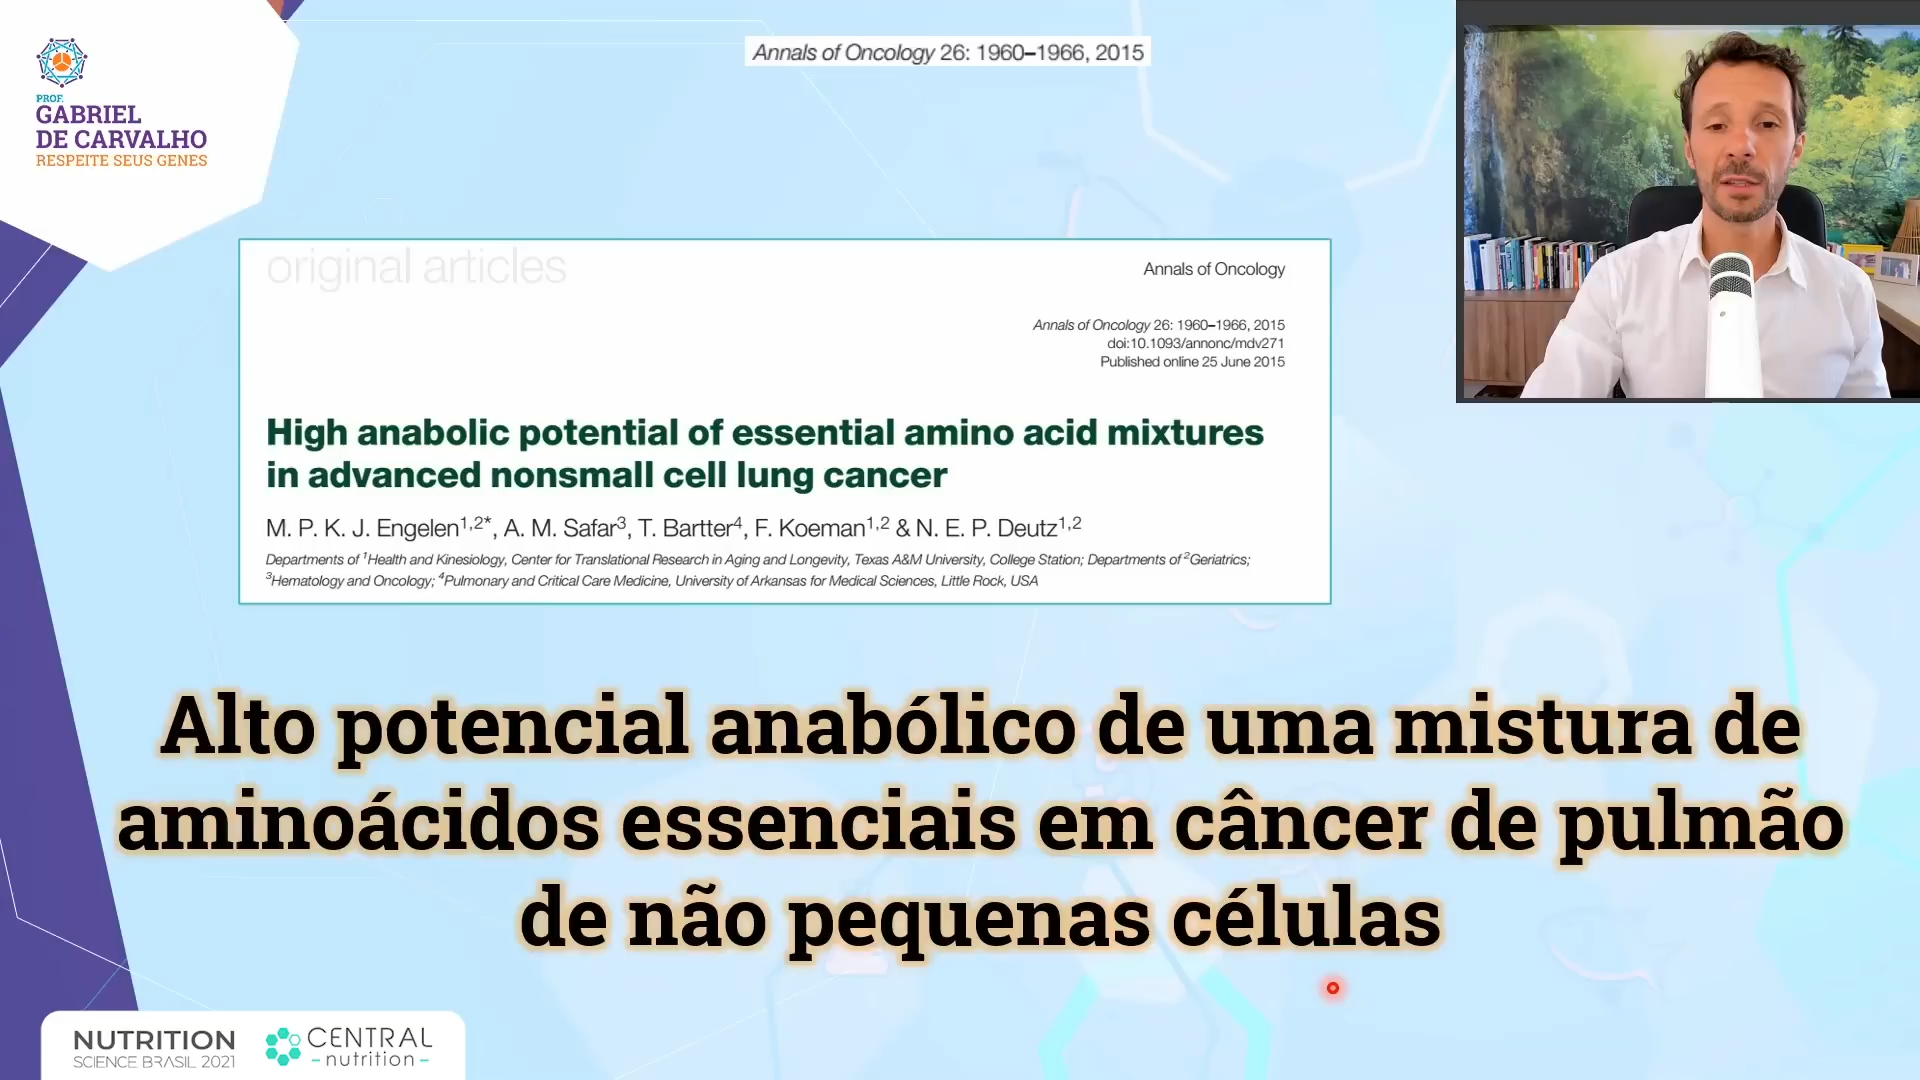 PROF.
GABRIEL
DE CARVALHO
RESPEITE SEUS GENES
Annals of Oncology 26: 1960–1966, 2015
original articles
Annals of Oncology
Annals of Oncology 26: 1960–1966, 2015
doi:10.1093/annonc/mdv271
Published online 25 June 2015
High anabolic potential of essential amino acid mixtures
in advanced nonsmall cell lung cancer
M. P. K. J. Engelen1,2*, A. M. Safar3, T. Bartter4, F. Koeman1,2 & N. E. P. Deutz1,2
Departments of 1Health and Kinesiology, Center for Translational Research in Aging and Longevity, Texas A&M University, College Station; Departments of 2Geriatrics;
3Hematology and Oncology; 4Pulmonary and Critical Care Medicine, University of Arkansas for Medical Sciences, Little Rock, USA
Alto potencial anabólico de uma mistura de
aminoácidos essenciais em câncer de pulmão
de não pequenas células
NUTRITION
SCIENCE BRASIL 2021
CENTRAL
nutrition